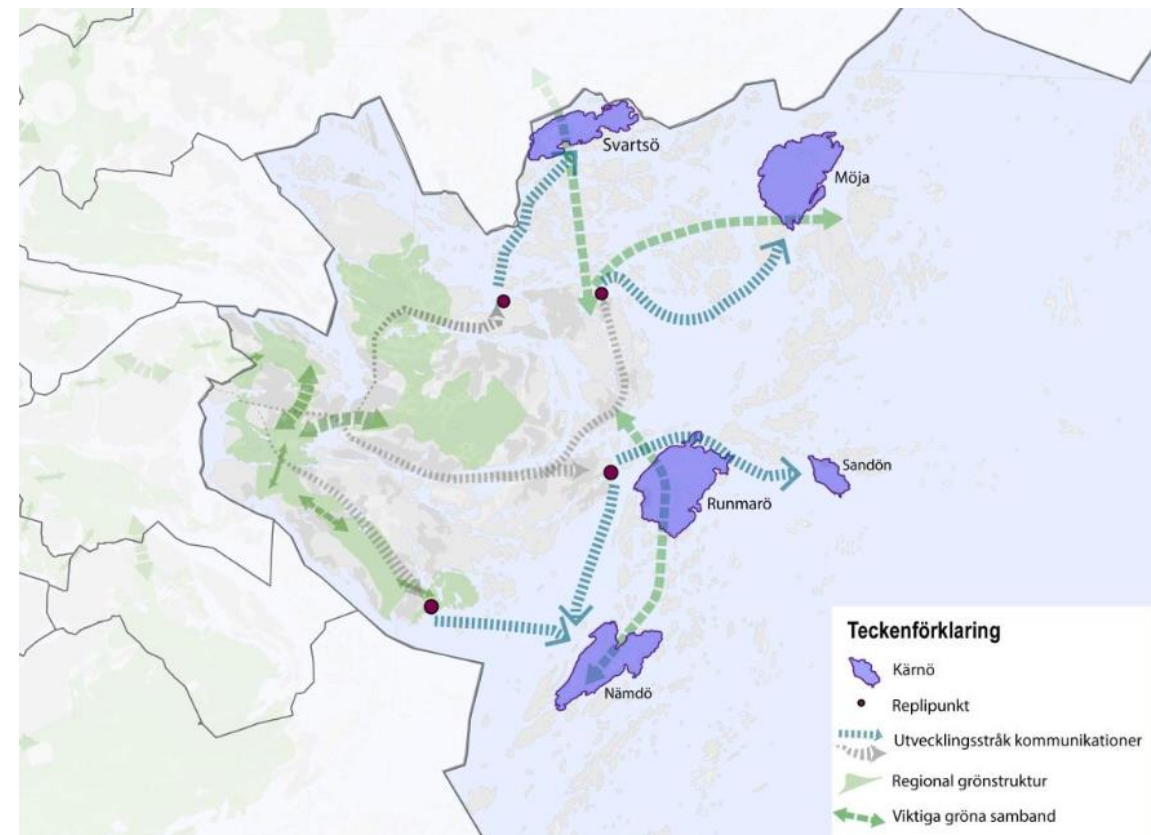 Svartsö
Möja
Sandön
Runmarö
Nämdö
Teckenförklaring
Kärnö
Replipunkt
Utvecklingsstråk kommunikationer
Regional grönstruktur
Viktiga gröna samband